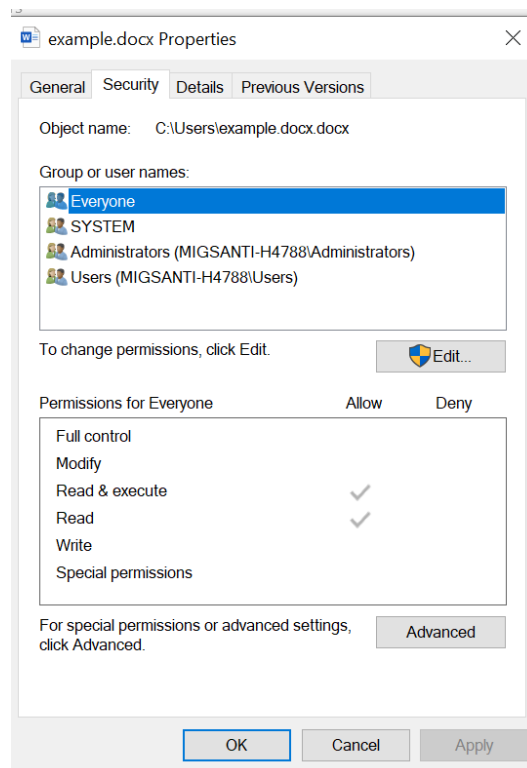 example.docx Properties
General Security Details Previous Versions
Object name: C:\Users\example.docx.docx
Group or user names:
Everyone
SYSTEM
Administrators (MIGSANTI-H4788\Administrators)
Users (MIGSANTI-H4788\Users)
To change permissions, click Edit.
Edit...
Permissions for Everyone Allow Deny
Full control
Modify
Read & execute
Read
Write
Special permissions
For special permissions or advanced settings,
click Advanced.
Advanced
OK Cancel Apply